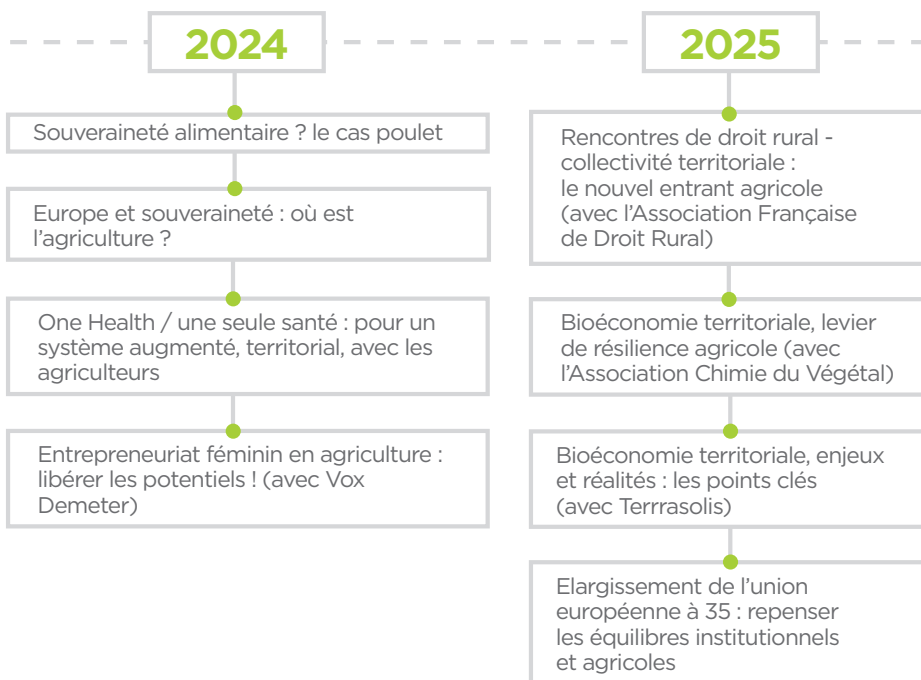 2024
Souveraineté alimentaire ? le cas poulet
Europe et souveraineté : où est
l'agriculture ?
One Health / une seule santé : pour un
système augmenté, territorial, avec les
agriculteurs
Entrepreneuriat féminin en agriculture :
libérer les potentiels ! (avec Vox
Demeter)
2025
Rencontres de droit rural -
collectivité territoriale :
le nouvel entrant agricole
(avec l'Association Française
de Droit Rural)
Bioéconomie territoriale, levier
de résilience agricole (avec
l'Association Chimie du Végétal)
Bioéconomie territoriale, enjeux
et réalités : les points clés
(avec Terrrasolis)
Elargissement de l'union
européenne à 35 : repenser
les équilibres institutionnels
et agricoles